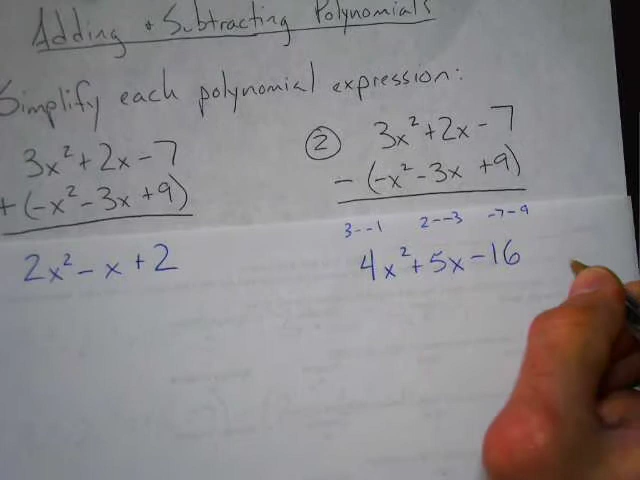 Adding + Subtracting Polynomials
Simplify each polynomial expression:
3x² + 2x - 7
+ (-x² - 3x + 9)
2x² - x + 2
② 3x² + 2x - 7
- (-x² - 3x + 9)
3--1 2--3 -7-9
4x² + 5x - 16